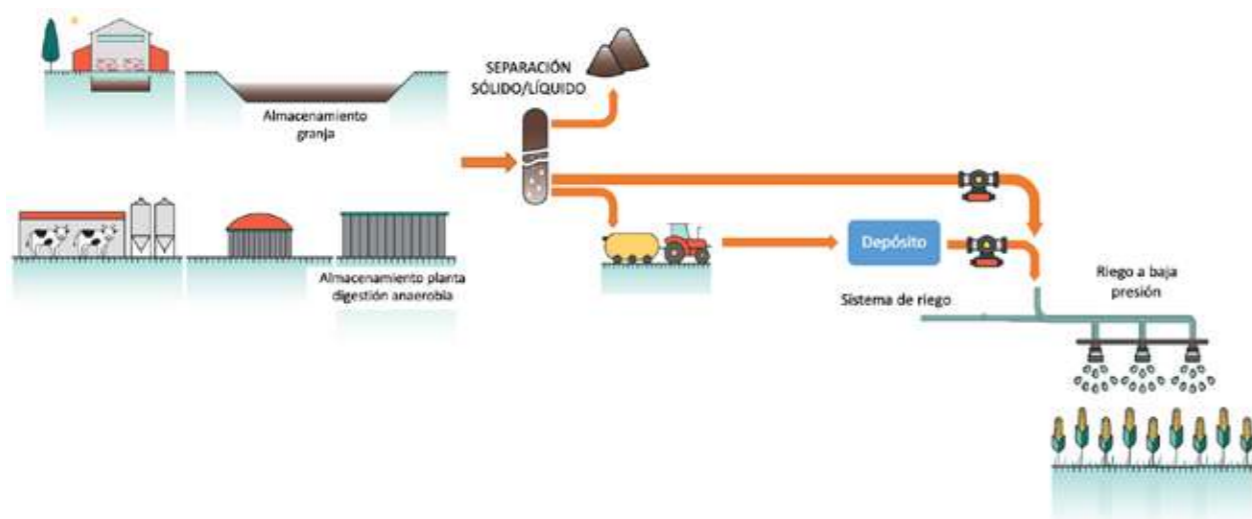 SEPARACIÓN
SÓLIDO/LÍQUIDO
Almacenamiento
granja
Almacenamiento planta
digestión anaerobia
Depósito
Sistema de riego
Riego a baja
presión